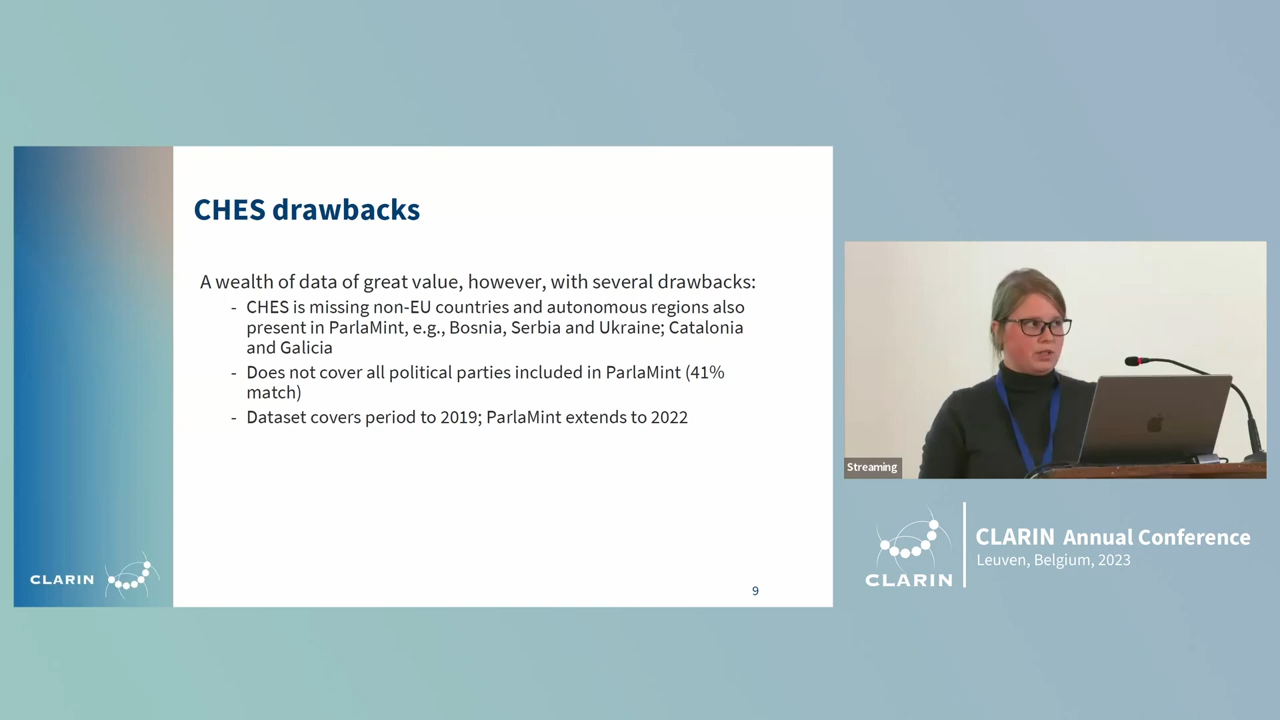 CHES drawbacks
A wealth of data of great value, however, with several drawbacks:
- CHES is missing non-EU countries and autonomous regions also
present in ParlaMint, e.g., Bosnia, Serbia and Ukraine; Catalonia
and Galicia
- Does not cover all political parties included in ParlaMint (41%
match)
- Dataset covers period to 2019; ParlaMint extends to 2022
CLARIN
9
Streaming
CLARIN
CLARIN Annual Conference
Leuven, Belgium, 2023